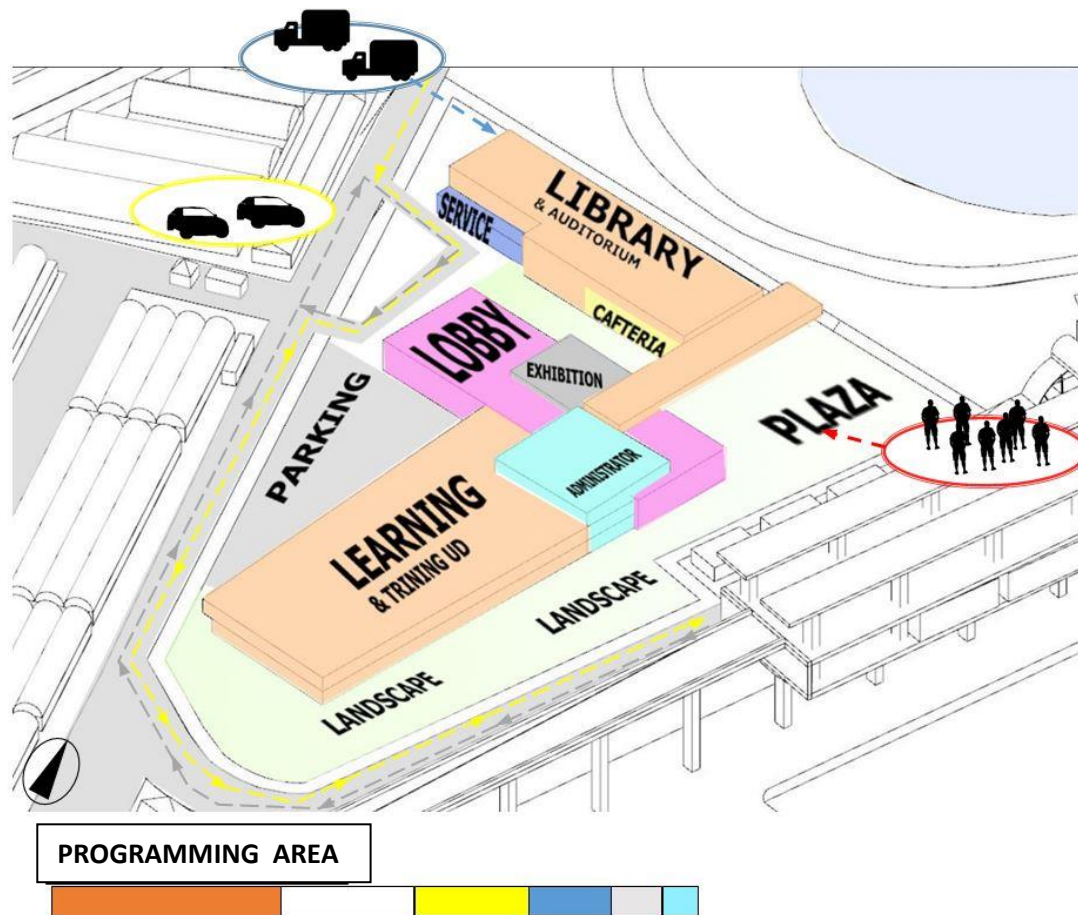 LIBRARY
& AUDITORIUM
SERVICE
CAFTERIA
LOBBY
EXHIBITION
PLAZA
PARKING
ADMINISTRATOR
LEARNING
& TRINING UD
LANDSCAPE
LANDSCAPE
PROGRAMMING AREA